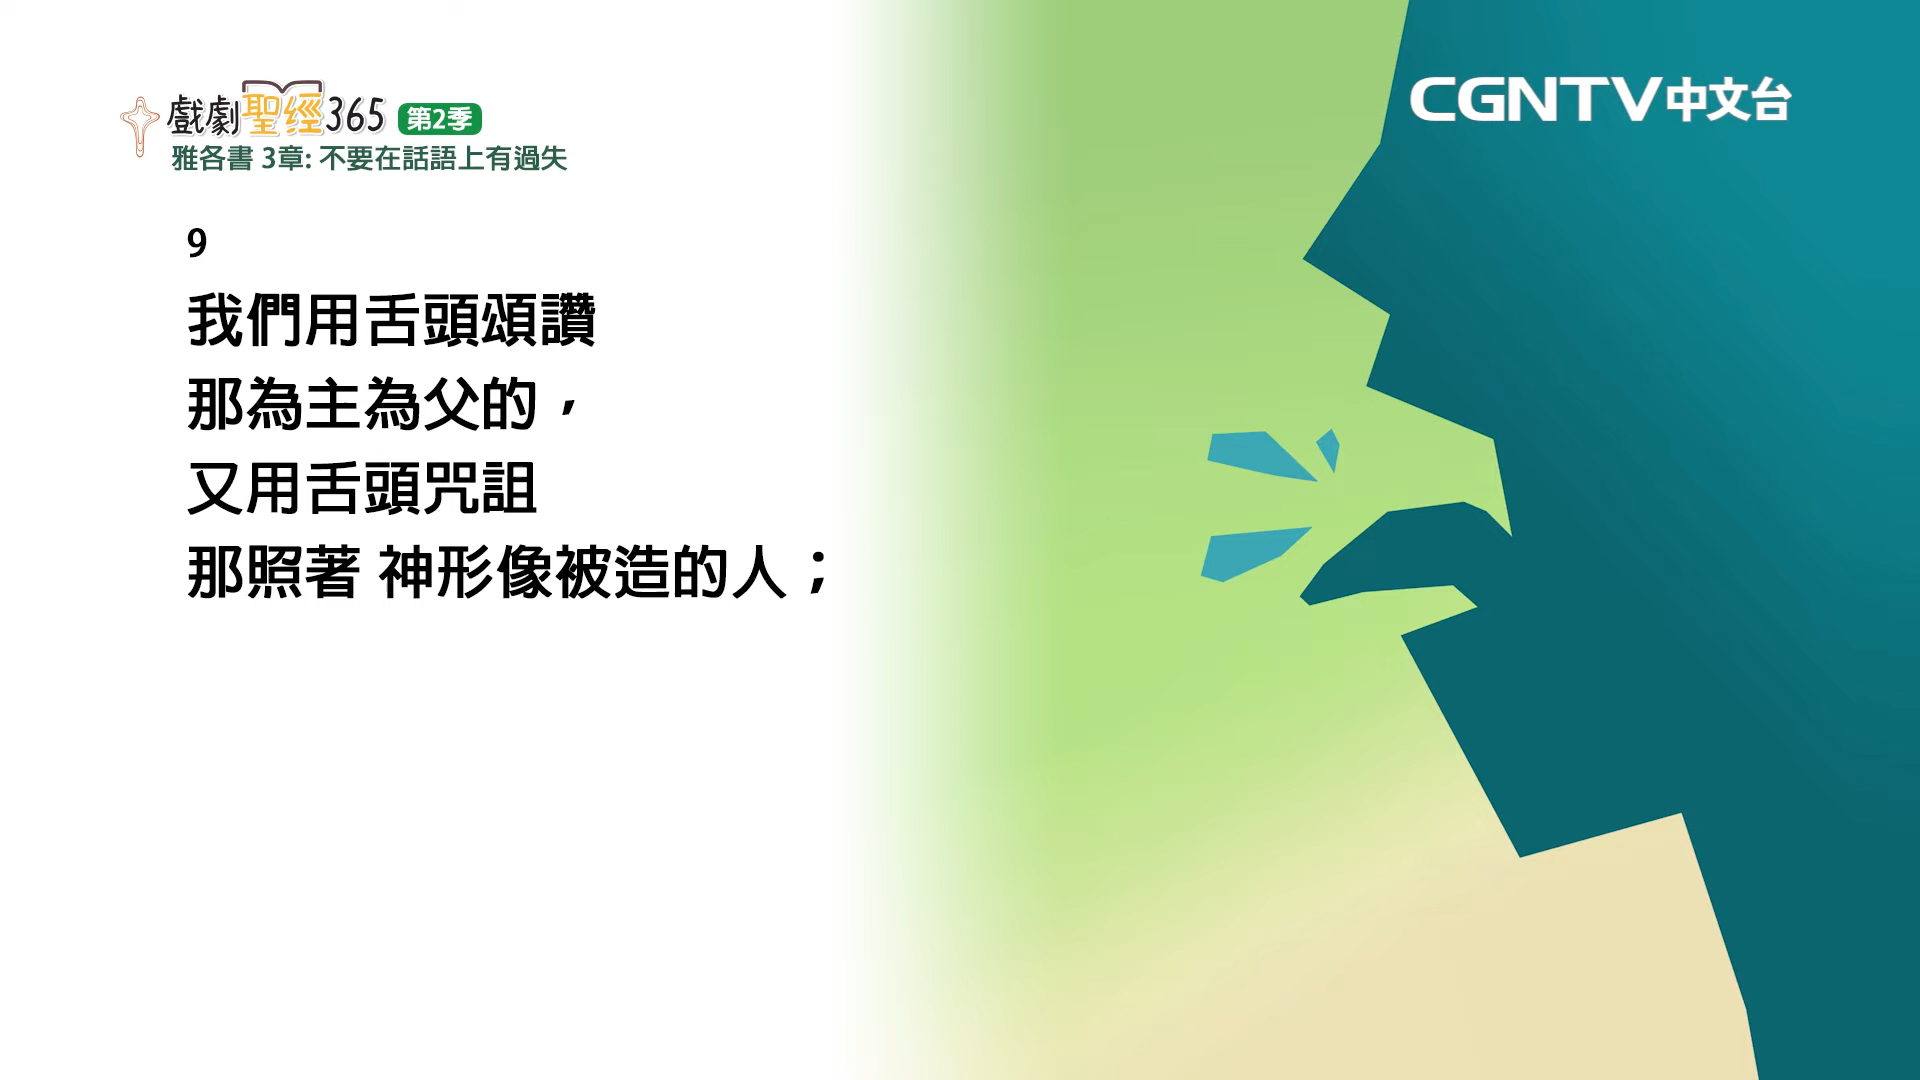 戲劇聖經365 第2季
CGNTV中文台
雅各書 3章: 不要在話語上有過失
9
我們用舌頭頌讚
那為主為父的，
又用舌頭咒詛
那照著 神形像被造的人；